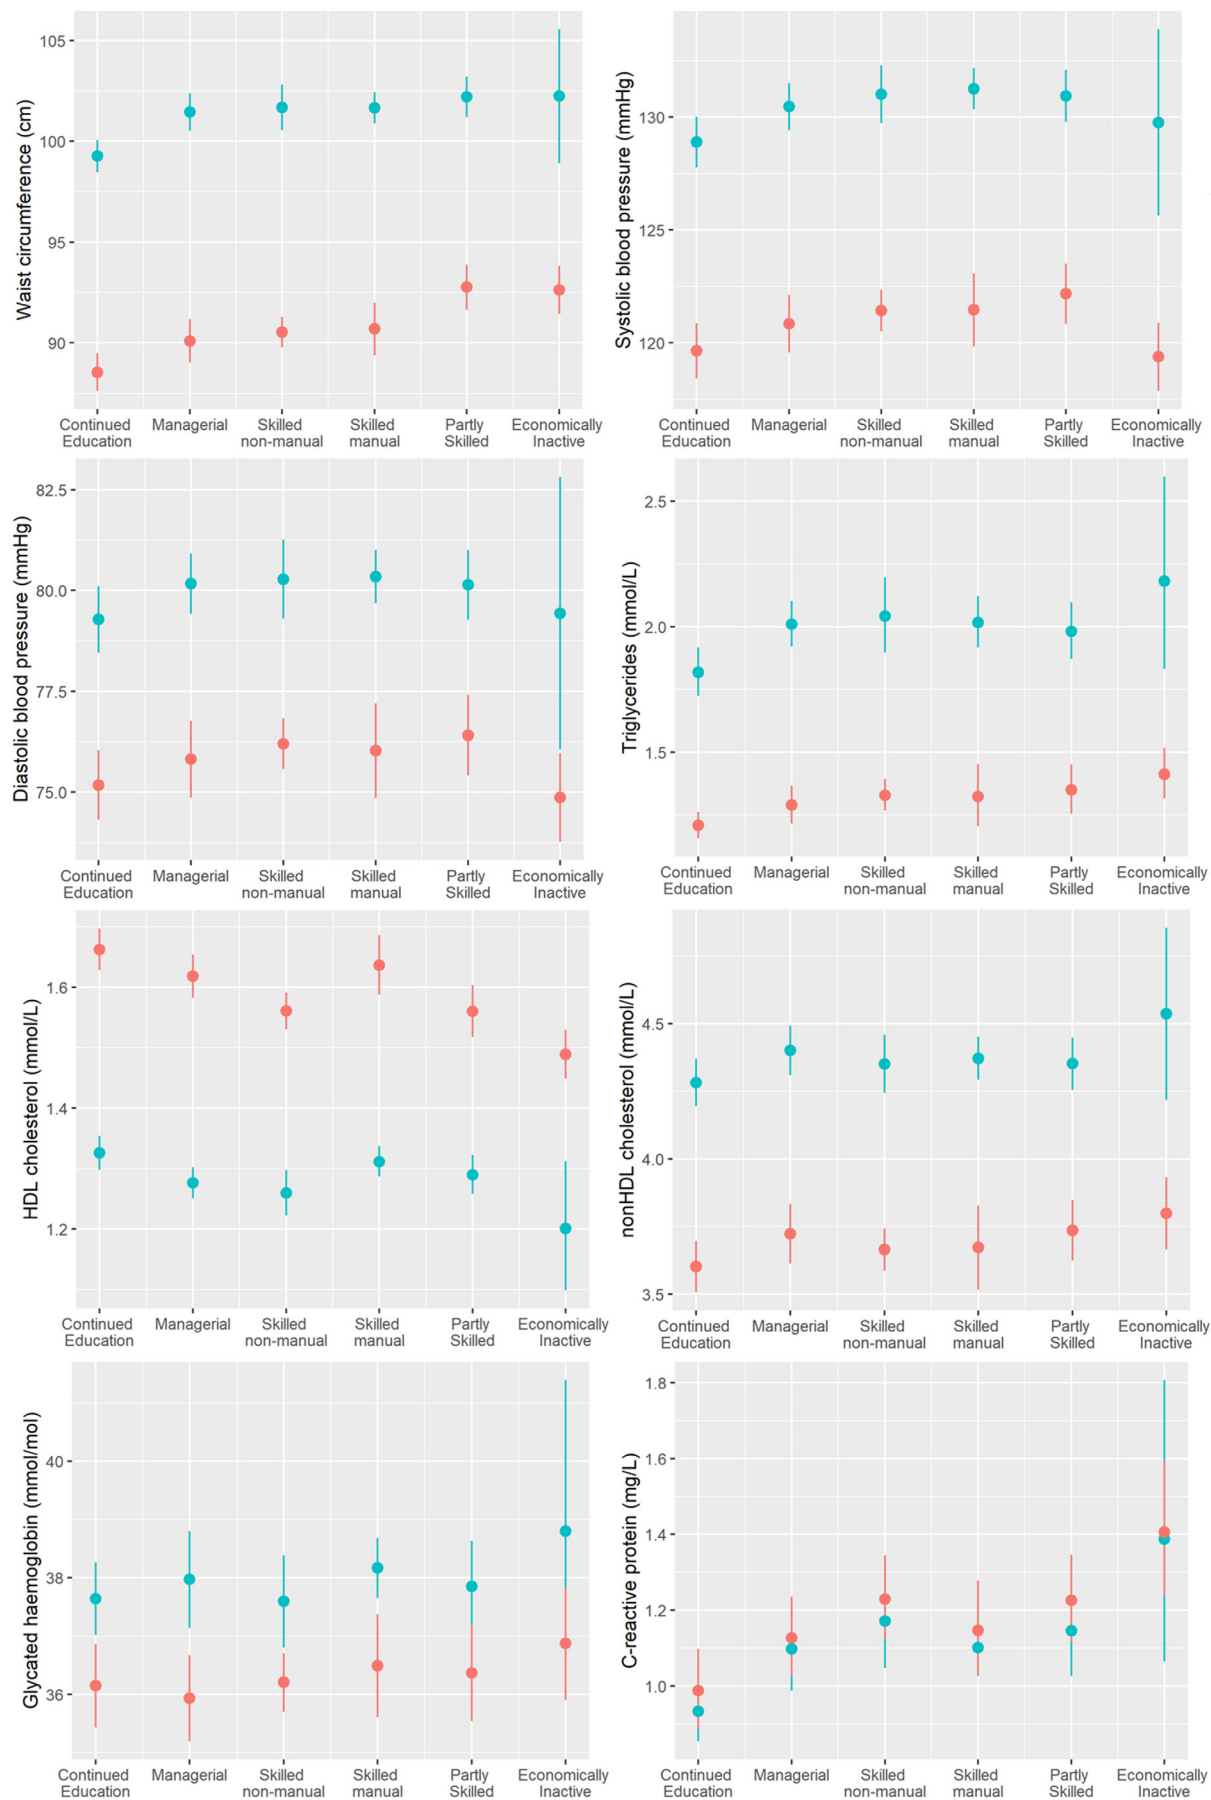 Waist circumference (cm)
105
100
95
90
Continued Managerial Skilled Skilled Partly Economically
Education non-manual manual Skilled Inactive
Systolic blood pressure (mmHg)
130
125
120
Continued Managerial Skilled Skilled Partly Economically
Education non-manual manual Skilled Inactive
Diastolic blood pressure (mmHg)
82.5
80.0
77.5
75.0
Continued Managerial Skilled Skilled Partly Economically
Education non-manual manual Skilled Inactive
Triglycerides (mmol/L)
2.5
2.0
1.5
Continued Managerial Skilled Skilled Partly Economically
Education non-manual manual Skilled Inactive
HDL cholesterol (mmol/L)
1.6
1.4
1.2
Continued Managerial Skilled Skilled Partly Economically
Education non-manual manual Skilled Inactive
nonHDL cholesterol (mmol/L)
4.5
4.0
3.5
Continued Managerial Skilled Skilled Partly Economically
Education non-manual manual Skilled Inactive
Glycated haemoglobin (mmol/mol)
40
38
36
Continued Managerial Skilled Skilled Partly Economically
Education non-manual manual Skilled Inactive
C-reactive protein (mg/L)
1.8
1.6
1.4
1.2
1.0
Continued Managerial Skilled Skilled Partly Economically
Education non-manual manual Skilled Inactive